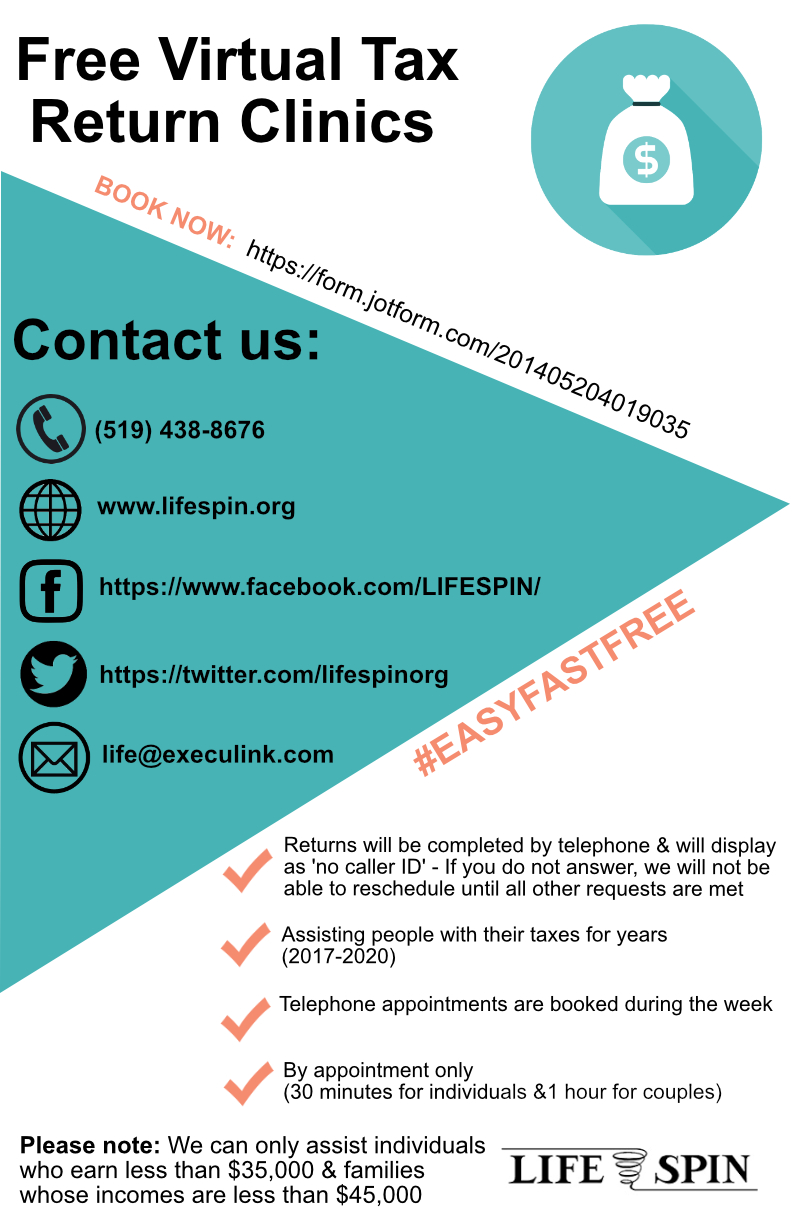 Free Virtual Tax
Return Clinics
$
BOOK NOW: https://form.jotform.com/201405204019035
Contact us:
(519) 438-8676
www.lifespin.org
https://www.facebook.com/LIFESPIN/
https://twitter.com/lifespinorg
life@execulink.com
#EASYFASTFREE
Returns will be completed by telephone & will display
as 'no caller ID' - If you do not answer, we will not be
able to reschedule until all other requests are met
Assisting people with their taxes for years
(2017-2020)
Telephone appointments are booked during the week
By appointment only
(30 minutes for individuals &1 hour for couples)
Please note: We can only assist individuals
who earn less than $35,000 & families
whose incomes are less than $45,000
LIFE SPIN